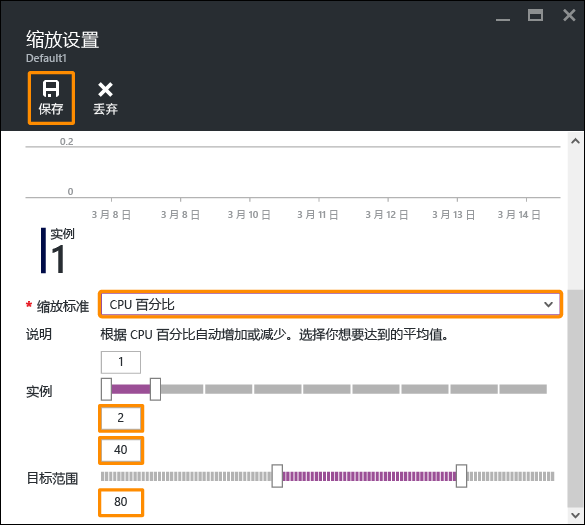 缩放设置
Default1
保存 丢弃
0.2
0
3 月 8 日 3 月 8 日 3 月 10 日 3 月 11 日 3 月 12 日 3 月 13 日 3 月 14 日
实例
1
* 缩放标准 CPU 百分比
说明 根据 CPU 百分比自动增加或减少。选择你想要达到的平均值。
1
实例
2
40
目标范围
80